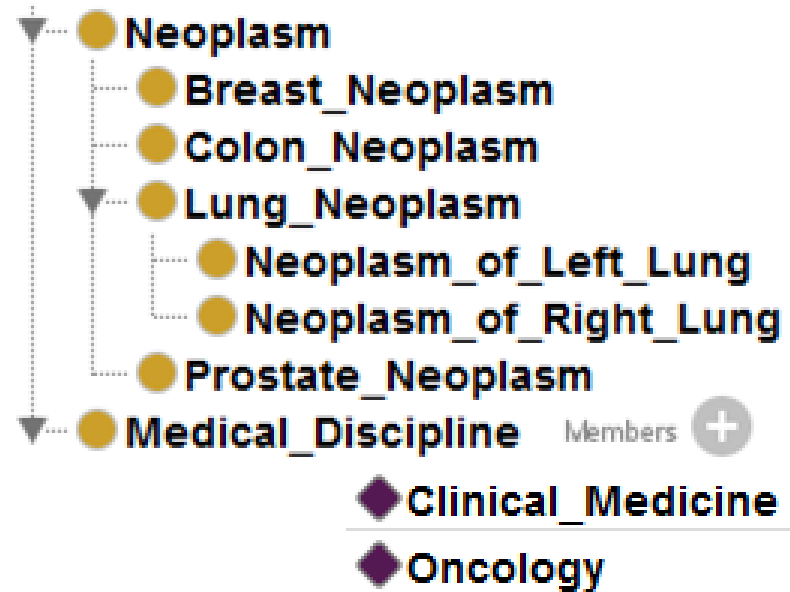 Neoplasm
Breast_Neoplasm
Colon_Neoplasm
Lung_Neoplasm
Neoplasm_of_Left_Lung
Neoplasm_of_Right_Lung
Prostate_Neoplasm
Medical_Discipline Members
Clinical_Medicine
Oncology